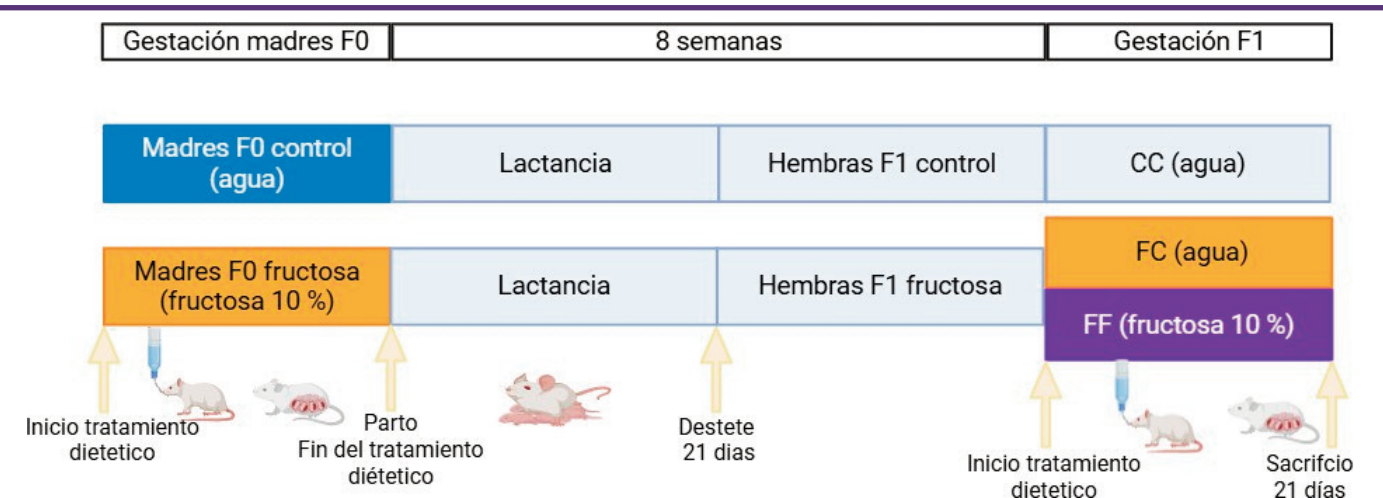 Gestación madres F0
8 semanas
Gestación F1
Madres F0 control
(agua)
Lactancia
Hembras F1 control
CC (agua)
Madres F0 fructosa
(fructosa 10 %)
Lactancia
Hembras F1 fructosa
FC (agua)
FF (fructosa 10 %)
Inicio tratamiento
dietetico
Parto
Fin del tratamiento
diétetico
Destete
21 dias
Inicio tratamiento
dietetico
Sacrifcio
21 días